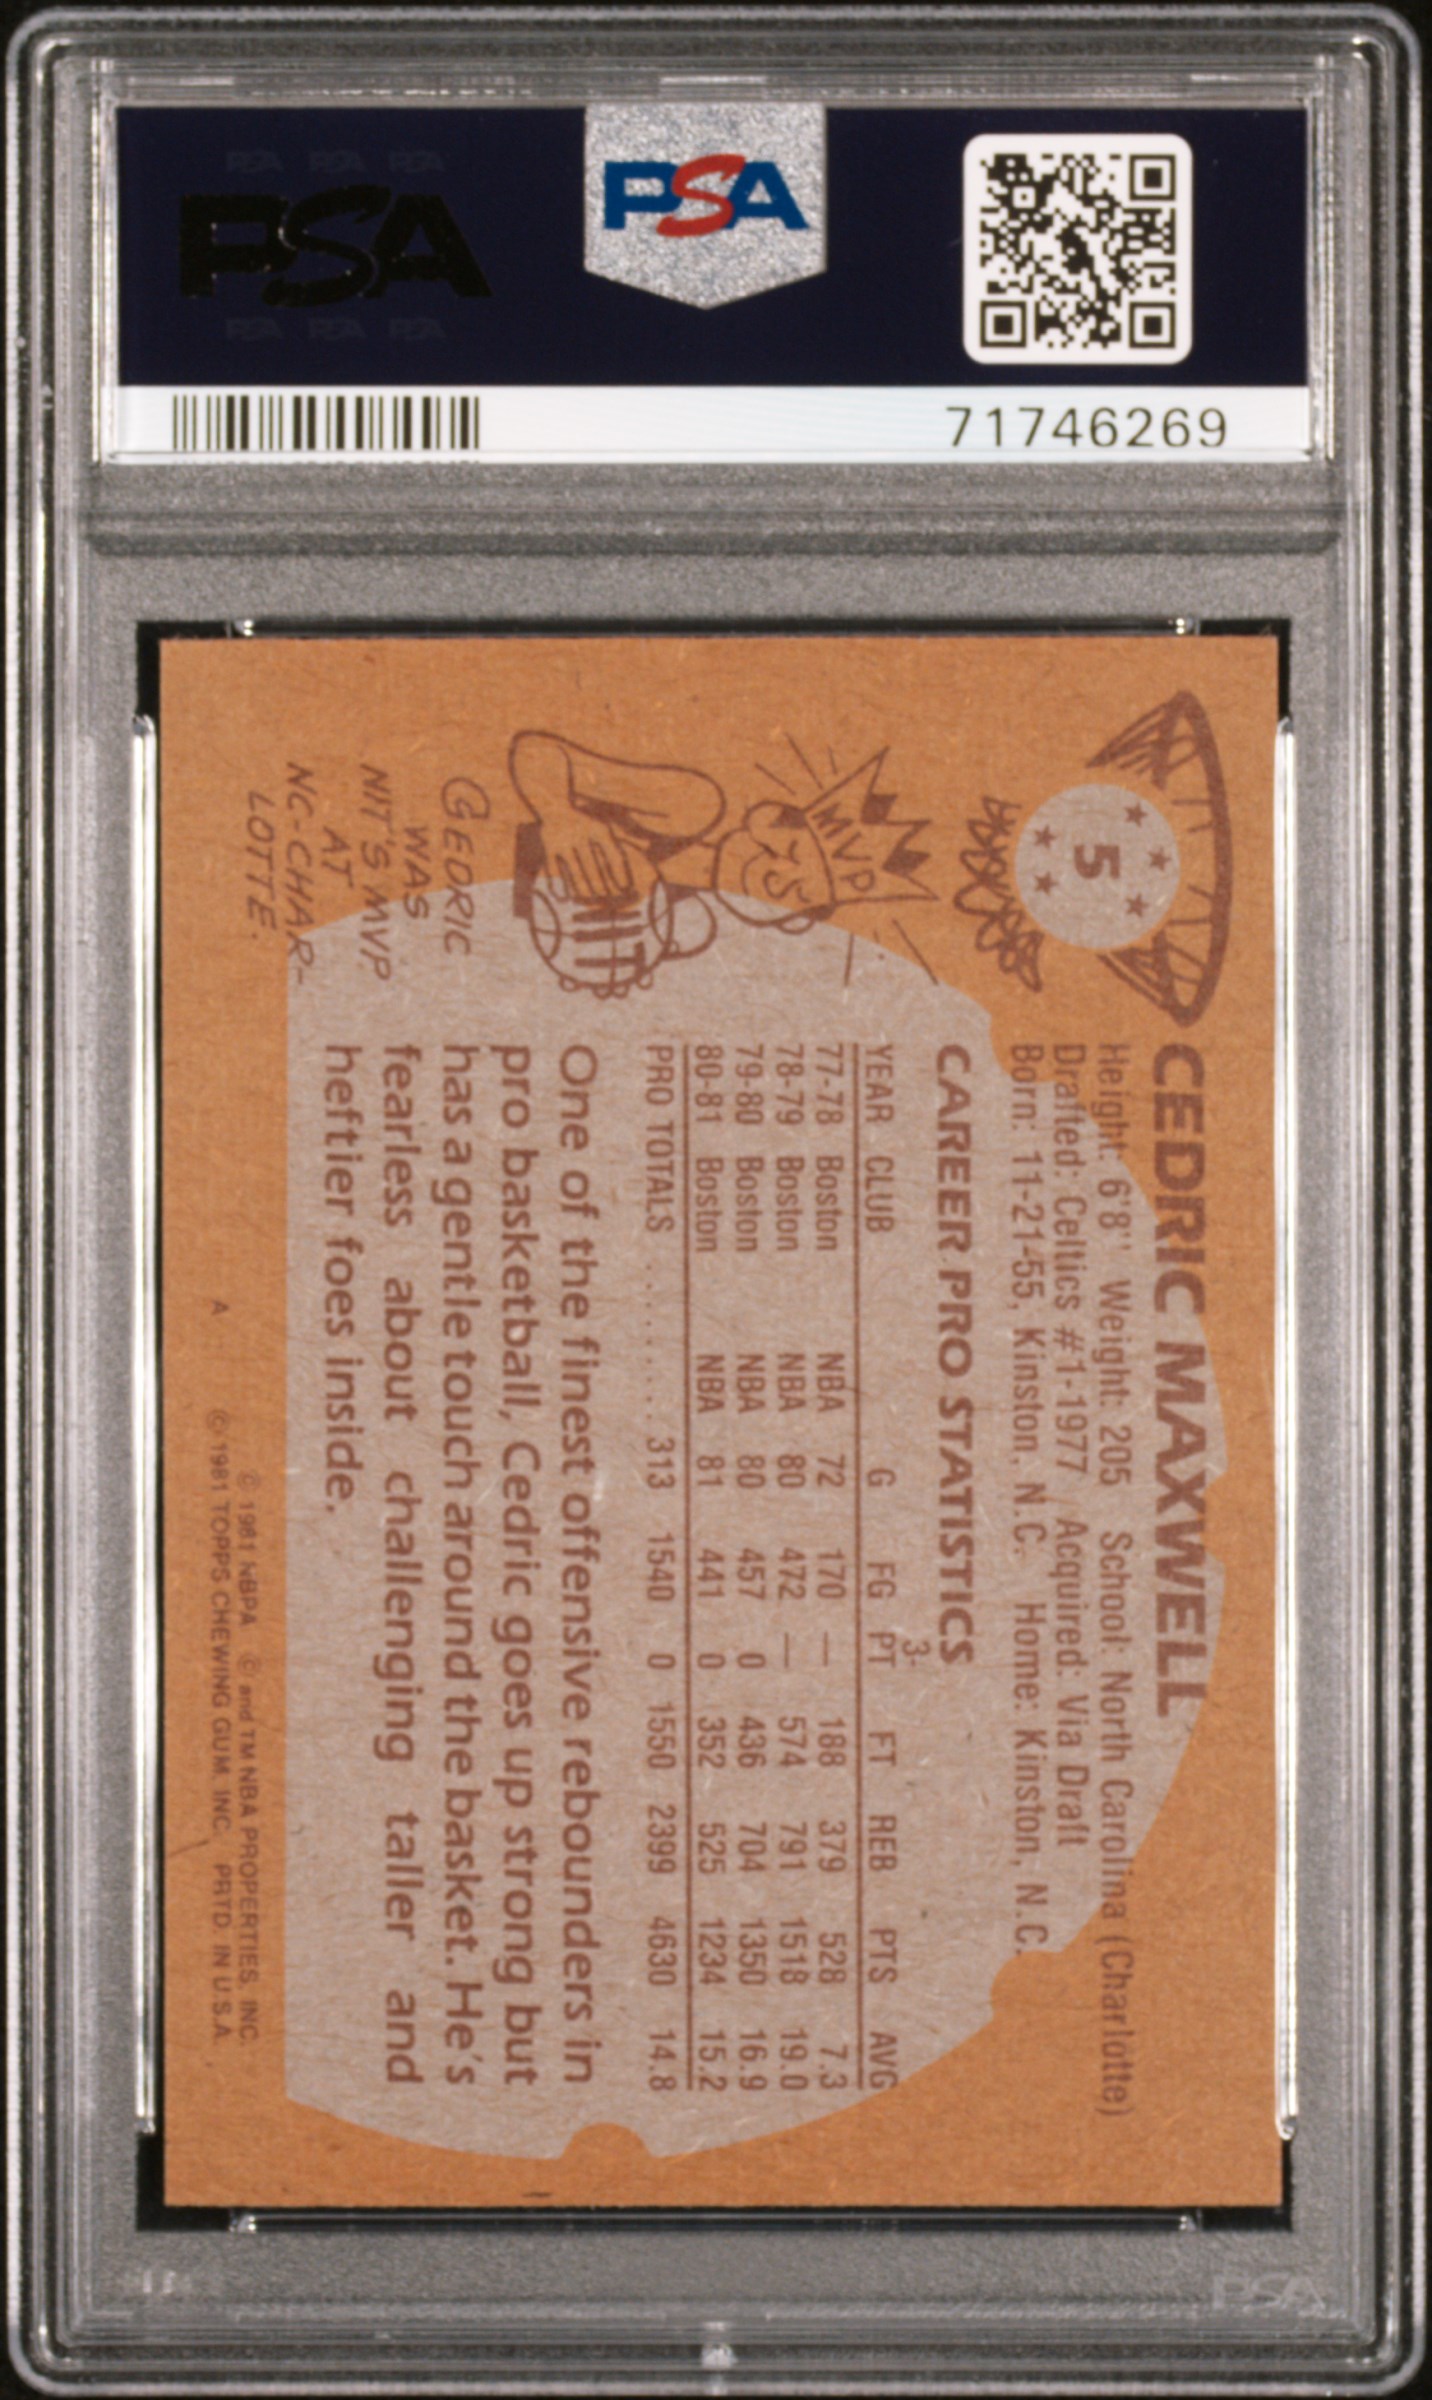 PSA PSA PSA
PSA
PSA PSA PSA
PSA
71746269
5
CEDRIC MAXWELL
Height: 6'8" Weight: 205 School: North Carolina (Charlotte)
Drafted: Celtics #1-1977 Acquired: Via Draft
Born: 11-21-55, Kinston, N.C. Home: Kinston, N.C.
CAREER PRO STATISTICS
YEAR CLUB G FG 3-PT FT REB PTS AVG
77-78 Boston NBA 72 170 — 188 379 528 7.3
78-79 Boston NBA 80 472 — 574 791 1518 19.0
79-80 Boston NBA 80 457 0 436 704 1350 16.9
80-81 Boston NBA 81 441 0 352 525 1234 15.2
PRO TOTALS ......... 313 1540 0 1550 2399 4630 14.8
One of the finest offensive rebounders in
pro basketball, Cedric goes up strong but
has a gentle touch around the basket. He's
fearless about challenging taller and
heftier foes inside.
MVP
NIT
CEDRIC
WAS
NIT'S MVP
AT
NC-CHAR-
LOTTE.
© 1981 NBPA © and TM NBA PROPERTIES, INC.
A © 1981 TOPPS CHEWING GUM, INC. PRTD. IN U.S.A.
PSA